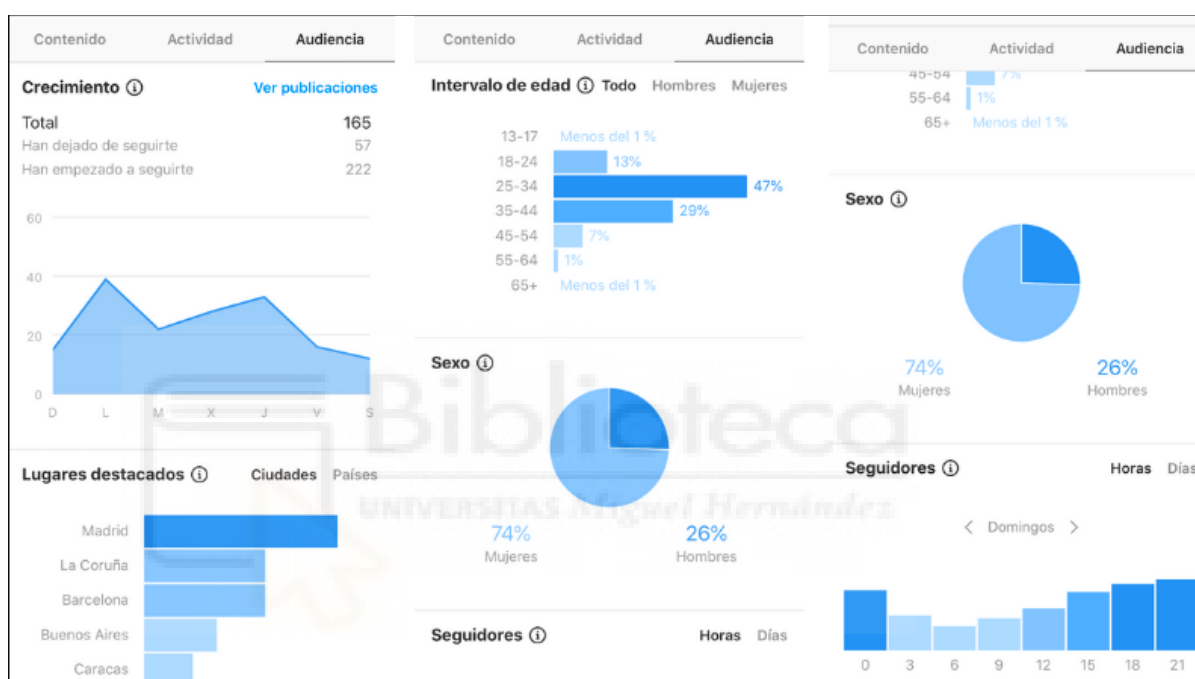 Contenido Actividad Audiencia
Crecimiento Ver publicaciones
Total 165
Han dejado de seguirte 57
Han empezado a seguirte 222
60
40
20
0
D L M X J V S
Lugares destacados Ciudades Países
Madrid
La Coruña
Barcelona
Buenos Aires
Caracas
Contenido Actividad Audiencia
Intervalo de edad Todo Hombres Mujeres
13-17 Menos del 1 %
18-24 13%
25-34 47%
35-44 29%
45-54 7%
55-64 1%
65+ Menos del 1 %
Sexo
74% 26%
Mujeres Hombres
Seguidores Horas Días
Contenido Actividad Audiencia
45-54 7%
55-64 1%
65+ Menos del 1 %
Sexo
74% 26%
Mujeres Hombres
Seguidores Horas Días
< Domingos >
0 3 6 9 12 15 18 21
Biblioteca
UNIVERSITAS Miguel Hernández